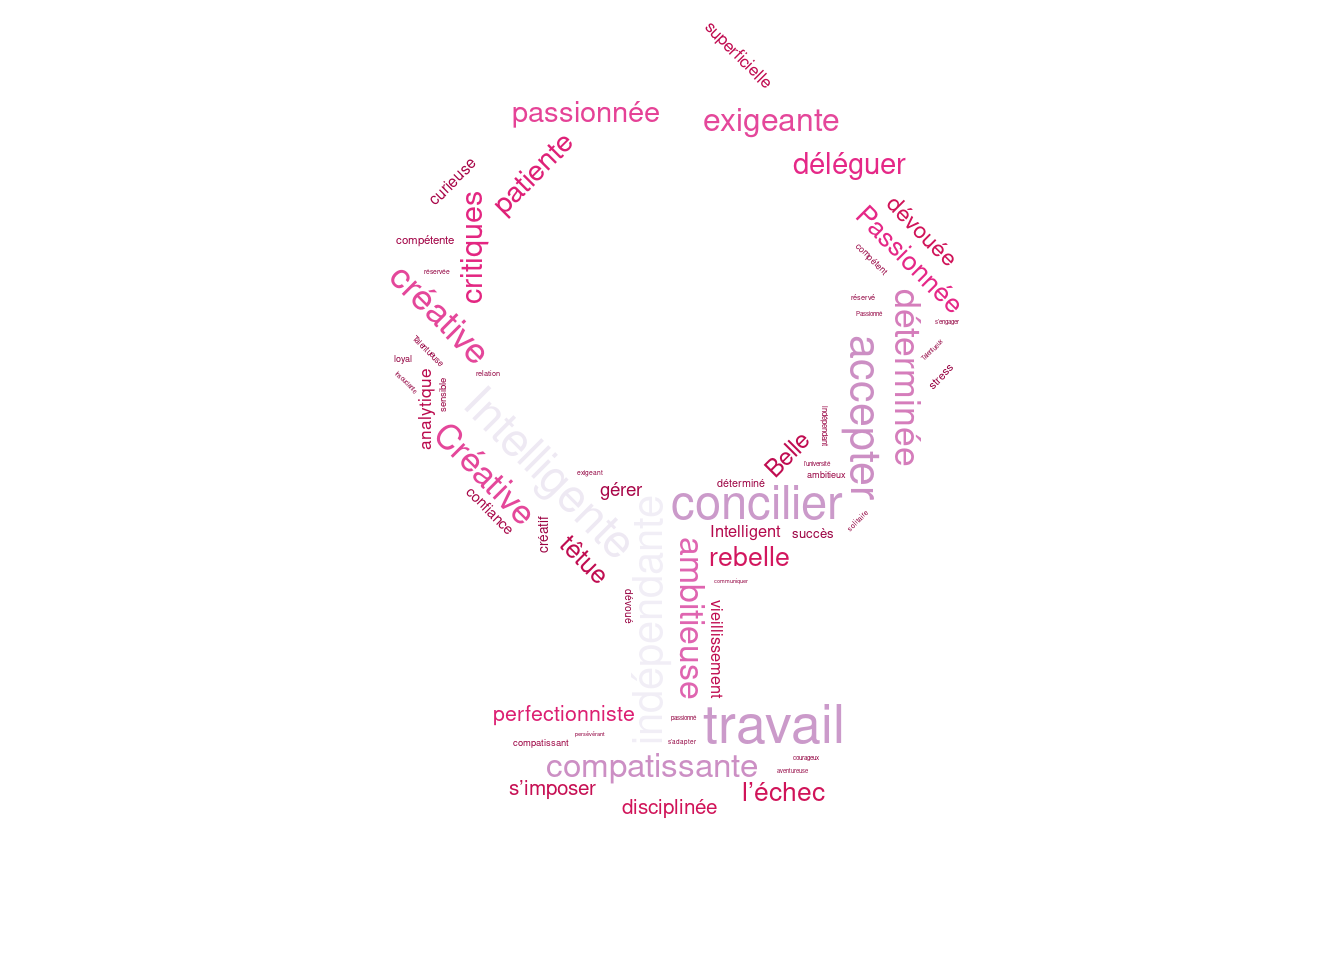 superficielle
passionnée
exigeante
déléguer
patiente
curieuse
critiques
dévouée
Passionnée
compétente
compétent
réservée
créative
réservé
Passionné
déterminée
s'engager
accepter
Talentueuse
Talentueux
loyal
relation
stress
insouciante
analytique
sensible
Intelligente
Créative
indépendant
Belle
l'université
ambitieux
exigeant
déterminé
gérer
concilier
confiance
créatif
solitaire
Intelligent
succès
têtue
indépendante
ambitieuse
rebelle
communiquer
dévoué
vieillissement
perfectionniste
passionné
travail
persévérant
compatissant
s'adapter
courageux
compatissante
aventureuse
s’imposer
l’échec
disciplinée